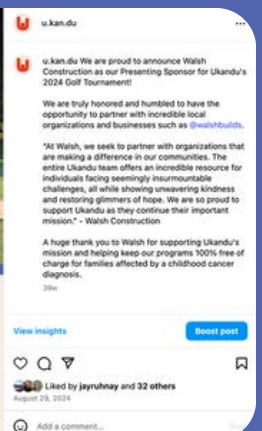 u.kan.du
u.kan.du We are proud to announce Walsh
Construction as our Presenting Sponsor for Ukandu's
2024 Golf Tournament!
We are truly honored and humbled to have the
opportunity to partner with incredible local
organizations and businesses such as @walshbuilds.
"At Walsh, we seek to partner with organizations that
are making a difference in our communities. The
entire Ukandu team offers an incredible resource for
individuals facing seemingly insurmountable
challenges, all while showing unwavering kindness
and restoring glimmers of hope. We are so proud to
support Ukandu as they continue their important
mission." - Walsh Construction
A huge thank you to Walsh for supporting Ukandu's
mission and helping keep our programs 100% free of
charge for families affected by a childhood cancer
diagnosis.
39w
View insights
Boost post
Liked by jayruhnay and 32 others
August 29, 2024
Add a comment...